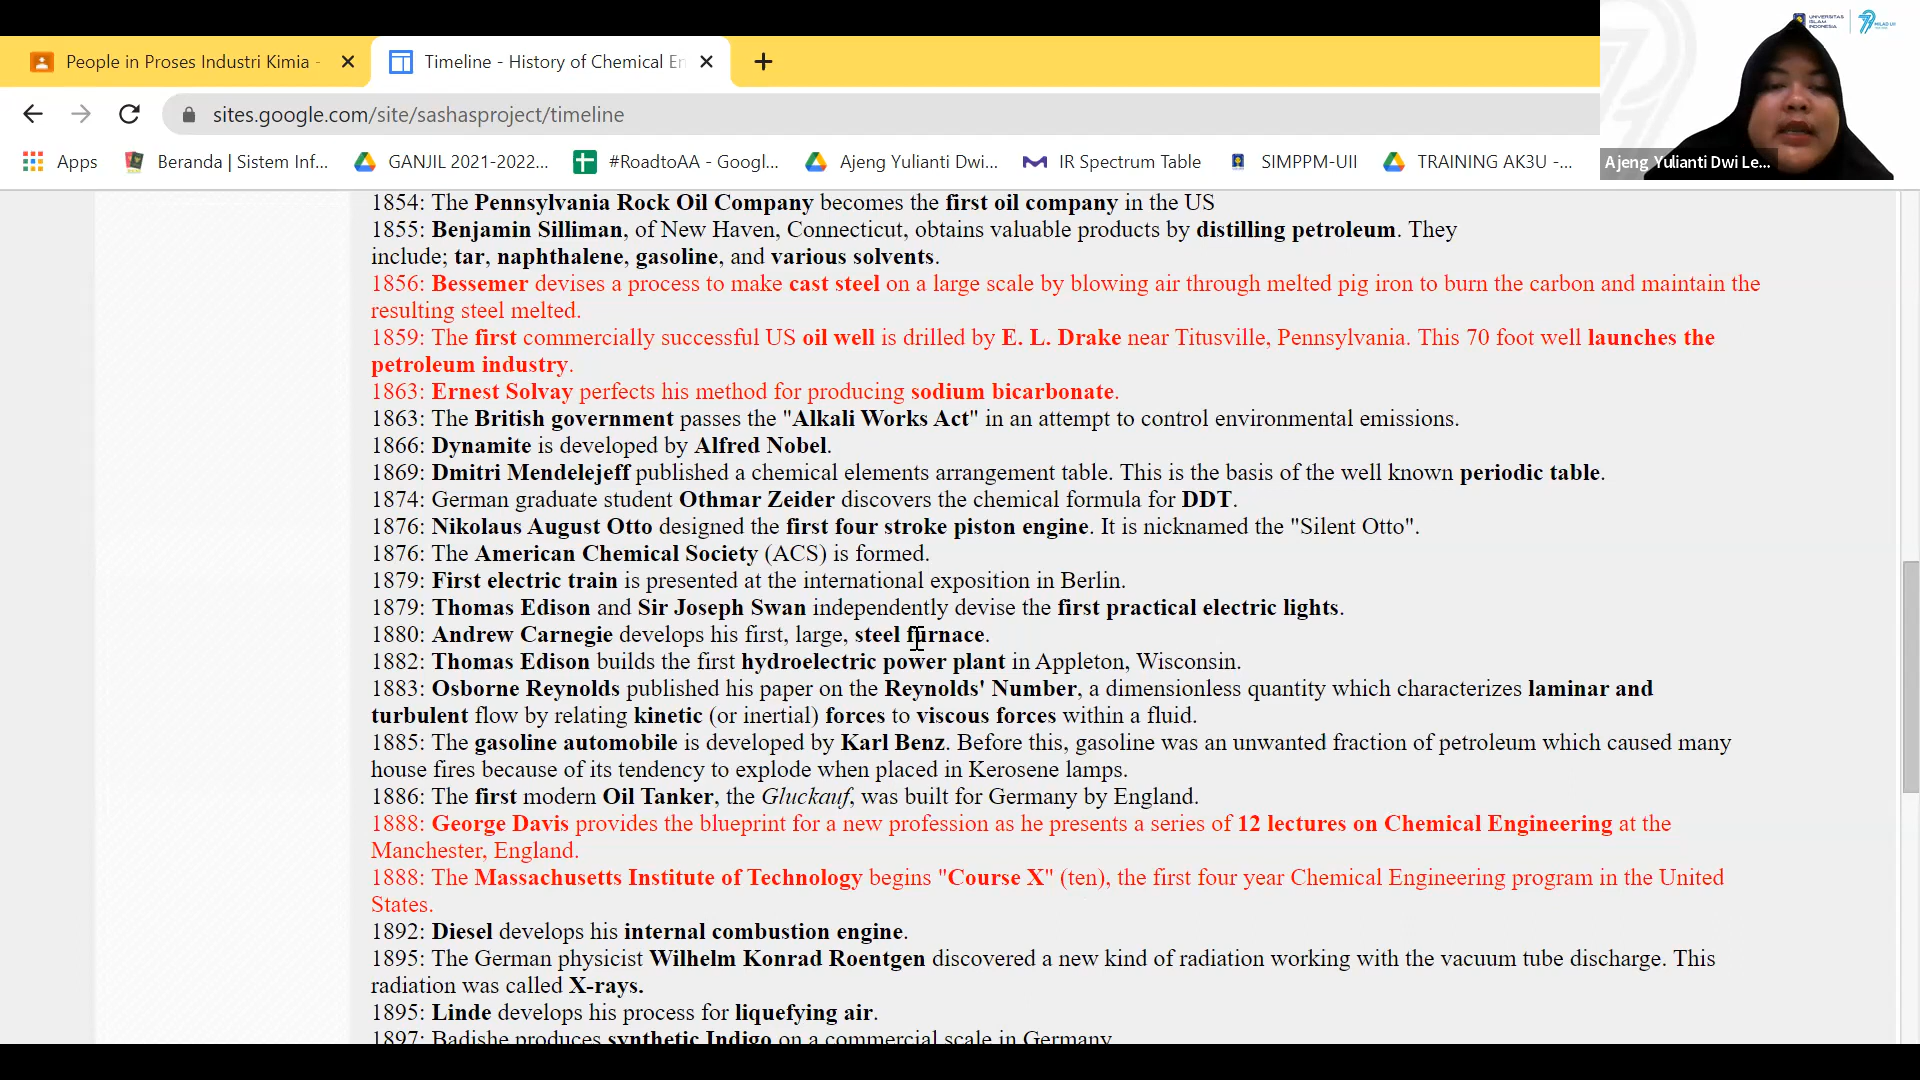 UNIVERSITAS ISLAM INDONESIA
People in Proses Industri Kimia -
Timeline - History of Chemical En
sites.google.com/site/sashasproject/timeline
Apps
Beranda | Sistem Inf...
GANJIL 2021-2022...
#RoadtoAA - Googl...
Ajeng Yulianti Dwi...
IR Spectrum Table
SIMPPM-UII
TRAINING AK3U -...
Ajeng Yulianti Dwi Le...
1854: The Pennsylvania Rock Oil Company becomes the first oil company in the US
1855: Benjamin Silliman, of New Haven, Connecticut, obtains valuable products by distilling petroleum. They
include; tar, naphthalene, gasoline, and various solvents.
1856: Bessemer devises a process to make cast steel on a large scale by blowing air through melted pig iron to burn the carbon and maintain the
resulting steel melted.
1859: The first commercially successful US oil well is drilled by E. L. Drake near Titusville, Pennsylvania. This 70 foot well launches the
petroleum industry.
1863: Ernest Solvay perfects his method for producing sodium bicarbonate.
1863: The British government passes the "Alkali Works Act" in an attempt to control environmental emissions.
1866: Dynamite is developed by Alfred Nobel.
1869: Dmitri Mendelejeff published a chemical elements arrangement table. This is the basis of the well known periodic table.
1874: German graduate student Othmar Zeider discovers the chemical formula for DDT.
1876: Nikolaus August Otto designed the first four stroke piston engine. It is nicknamed the "Silent Otto".
1876: The American Chemical Society (ACS) is formed.
1879: First electric train is presented at the international exposition in Berlin.
1879: Thomas Edison and Sir Joseph Swan independently devise the first practical electric lights.
1880: Andrew Carnegie develops his first, large, steel furnace.
1882: Thomas Edison builds the first hydroelectric power plant in Appleton, Wisconsin.
1883: Osborne Reynolds published his paper on the Reynolds' Number, a dimensionless quantity which characterizes laminar and
turbulent flow by relating kinetic (or inertial) forces to viscous forces within a fluid.
1885: The gasoline automobile is developed by Karl Benz. Before this, gasoline was an unwanted fraction of petroleum which caused many
house fires because of its tendency to explode when placed in Kerosene lamps.
1886: The first modern Oil Tanker, the Gluckauf, was built for Germany by England.
1888: George Davis provides the blueprint for a new profession as he presents a series of 12 lectures on Chemical Engineering at the
Manchester, England.
1888: The Massachusetts Institute of Technology begins "Course X" (ten), the first four year Chemical Engineering program in the United
States.
1892: Diesel develops his internal combustion engine.
1895: The German physicist Wilhelm Konrad Roentgen discovered a new kind of radiation working with the vacuum tube discharge. This
radiation was called X-rays.
1895: Linde develops his process for liquefying air.
1897: Badishe produces synthetic Indigo on a commercial scale in Germany